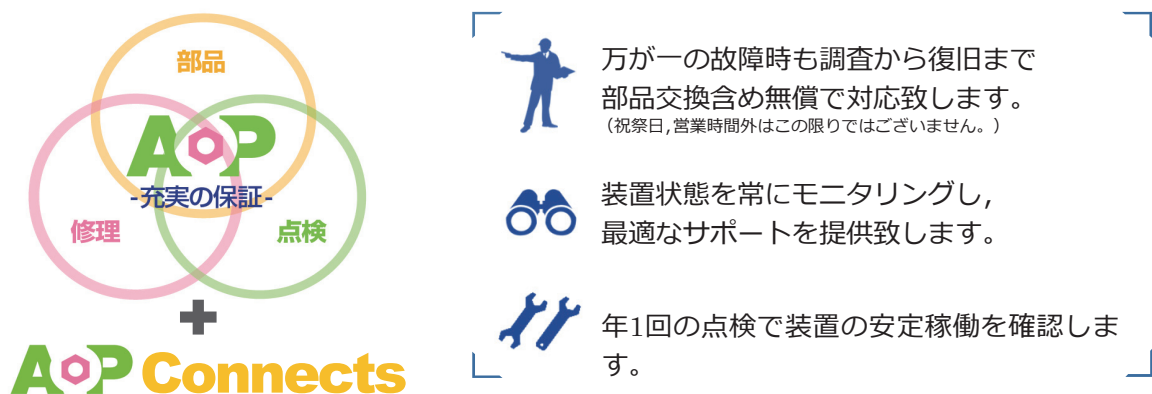 部品
AOP
-充実の保証-
修理
点検
+
AOP Connects
万が一の故障時も調査から復旧まで
部品交換含め無償で対応致します。
（祝祭日,営業時間外はこの限りではございません。）
装置状態を常にモニタリングし,
最適なサポートを提供致します。
年1回の点検で装置の安定稼働を確認しま
す。